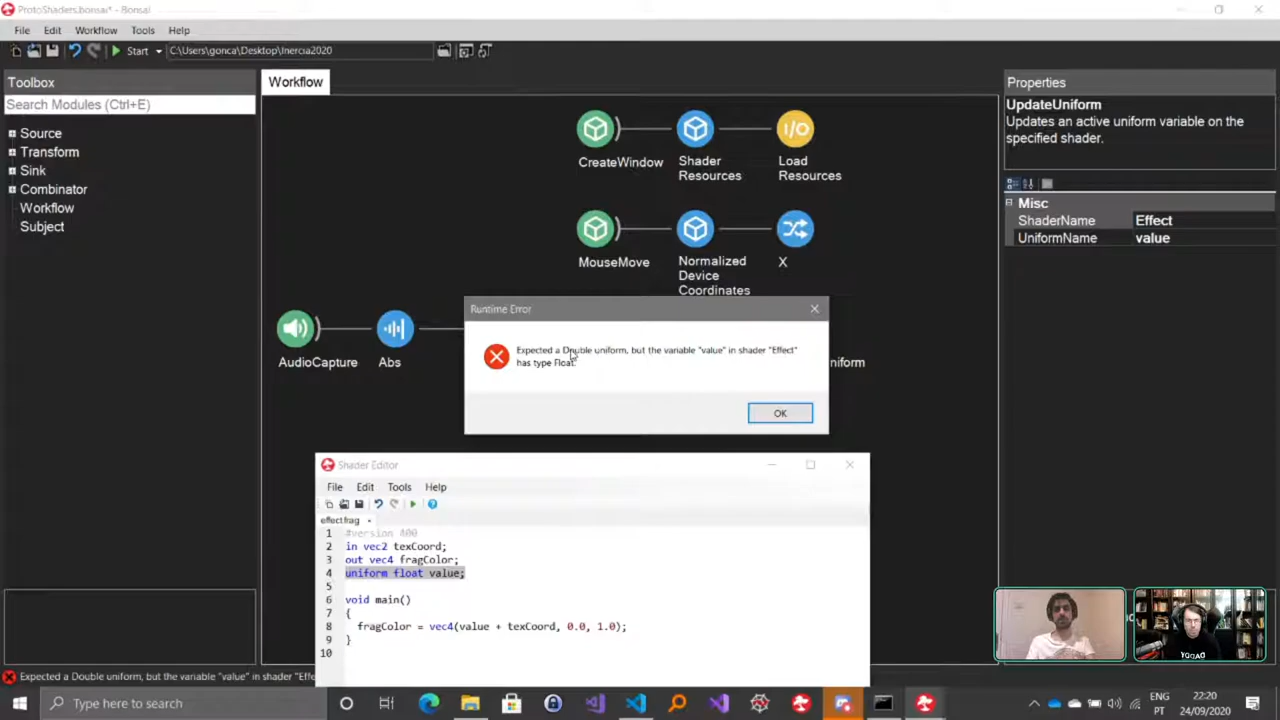 ProtoShaders.bonsai* - Bonsai
File Edit Workflow Tools Help
Start C:\Users\gonca\Desktop\Inercia2020
Toolbox
Search Modules (Ctrl+E)
Source
Transform
Sink
Combinator
Workflow
Subject
Workflow
CreateWindow
Shader
Resources
Load
Resources
MouseMove
Normalized
Device
Coordinates
X
AudioCapture
Abs
niform
Properties
UpdateUniform
Updates an active uniform variable on the
specified shader.
Misc
ShaderName Effect
UniformName value
Runtime Error
Expected a Double uniform, but the variable "value" in shader "Effect"
has type Float.
OK
Shader Editor
File Edit Tools Help
effect.frag
1 #version 400
2 in vec2 texCoord;
3 out vec4 fragColor;
4 uniform float value;
5
6 void main()
7 {
8 fragColor = vec4(value + texCoord, 0.0, 1.0);
9 }
10
Expected a Double uniform, but the variable "value" in shader "Effe
Type here to search
ENG
PT
22:20
24/09/2020